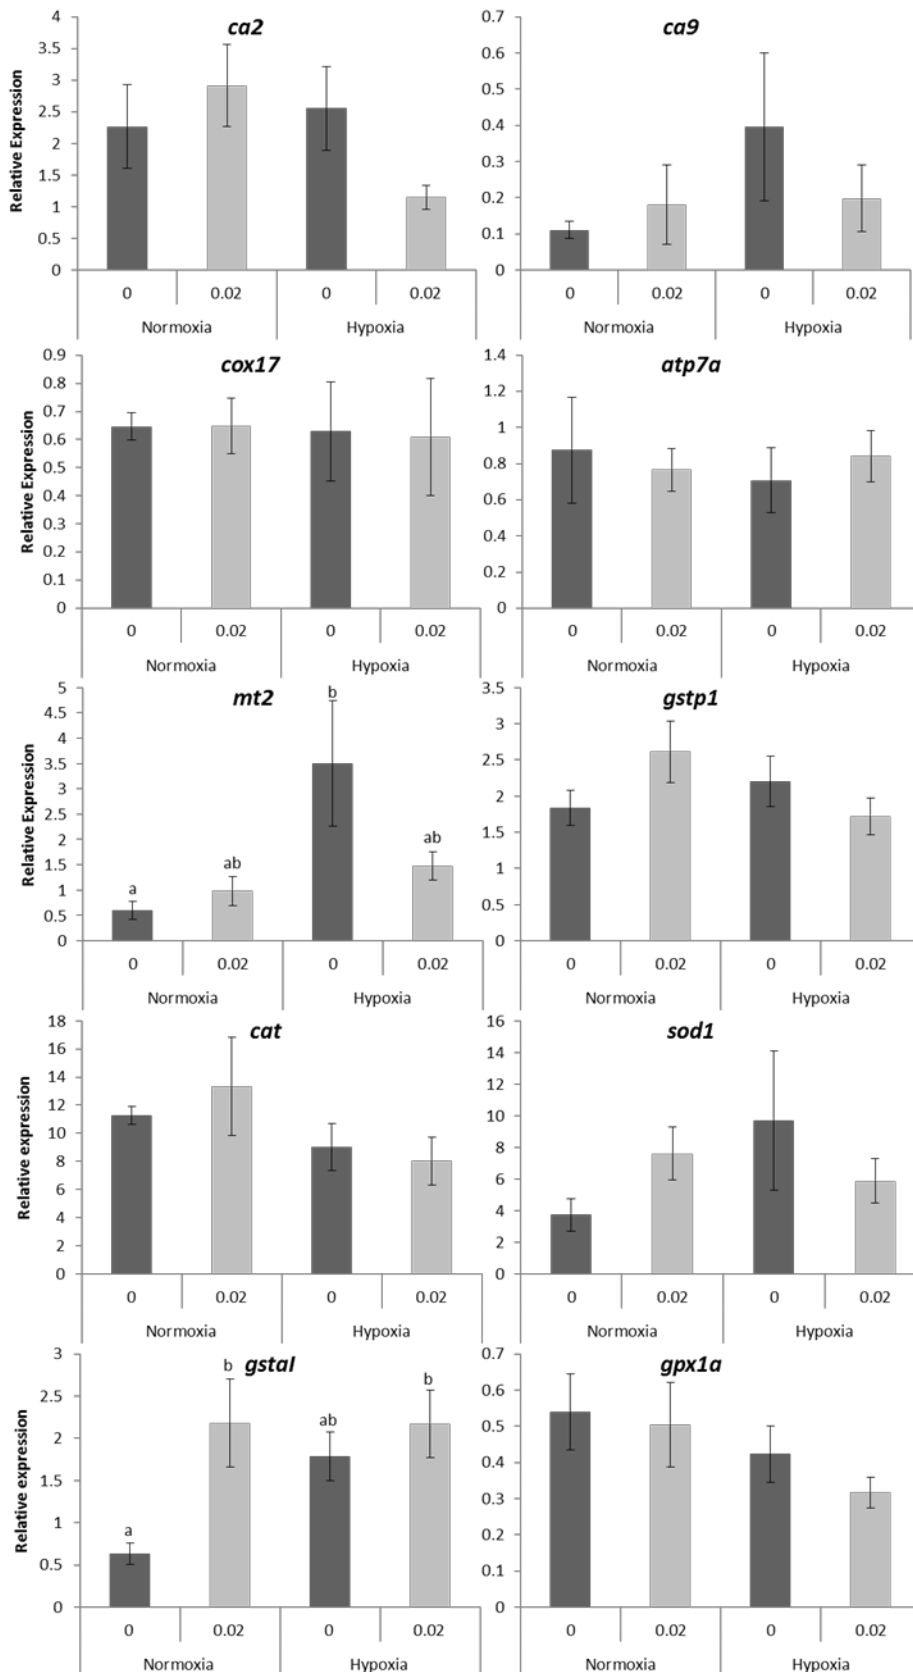 ca2
Relative Expression
4
3.5
3
2.5
2
1.5
1
0.5
0
0 0.02 0 0.02
Normoxia Hypoxia
ca9
0.7
0.6
0.5
0.4
0.3
0.2
0.1
0
0 0.02 0 0.02
Normoxia Hypoxia
cox17
Relative Expression
0.9
0.8
0.7
0.6
0.5
0.4
0.3
0.2
0.1
0
0 0.02 0 0.02
Normoxia Hypoxia
atp7a
1.4
1.2
1
0.8
0.6
0.4
0.2
0
0 0.02 0 0.02
Normoxia Hypoxia
mt2
Relative Expression
5
4.5
4
3.5
3
2.5
2
1.5
1
0.5
0
a ab b ab
0 0.02 0 0.02
Normoxia Hypoxia
gstp1
3.5
3
2.5
2
1.5
1
0.5
0
0 0.02 0 0.02
Normoxia Hypoxia
cat
Relative expression
18
16
14
12
10
8
6
4
2
0
0 0.02 0 0.02
Normoxia Hypoxia
sod1
16
14
12
10
8
6
4
2
0
0 0.02 0 0.02
Normoxia Hypoxia
gstal
Relative expression
3
2.5
2
1.5
1
0.5
0
a b ab b
0 0.02 0 0.02
Normoxia Hypoxia
gpx1a
0.7
0.6
0.5
0.4
0.3
0.2
0.1
0
0 0.02 0 0.02
Normoxia Hypoxia